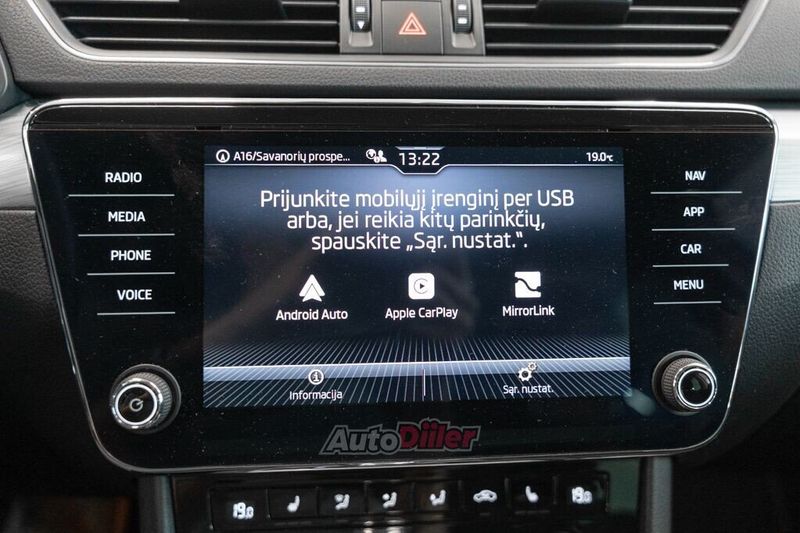 A16/Savanorių prospe... 13:22 19.0°C
RADIO
MEDIA
PHONE
VOICE
NAV
APP
CAR
MENU
Prijunkite mobilųjį įrenginį per USB
arba, jei reikia kitų parinkčių,
spauskite „Sąr. nustat.“.
Android Auto Apple CarPlay MirrorLink
Informacija Sąr. nustat.
AutoDiiler
19.0 19.0